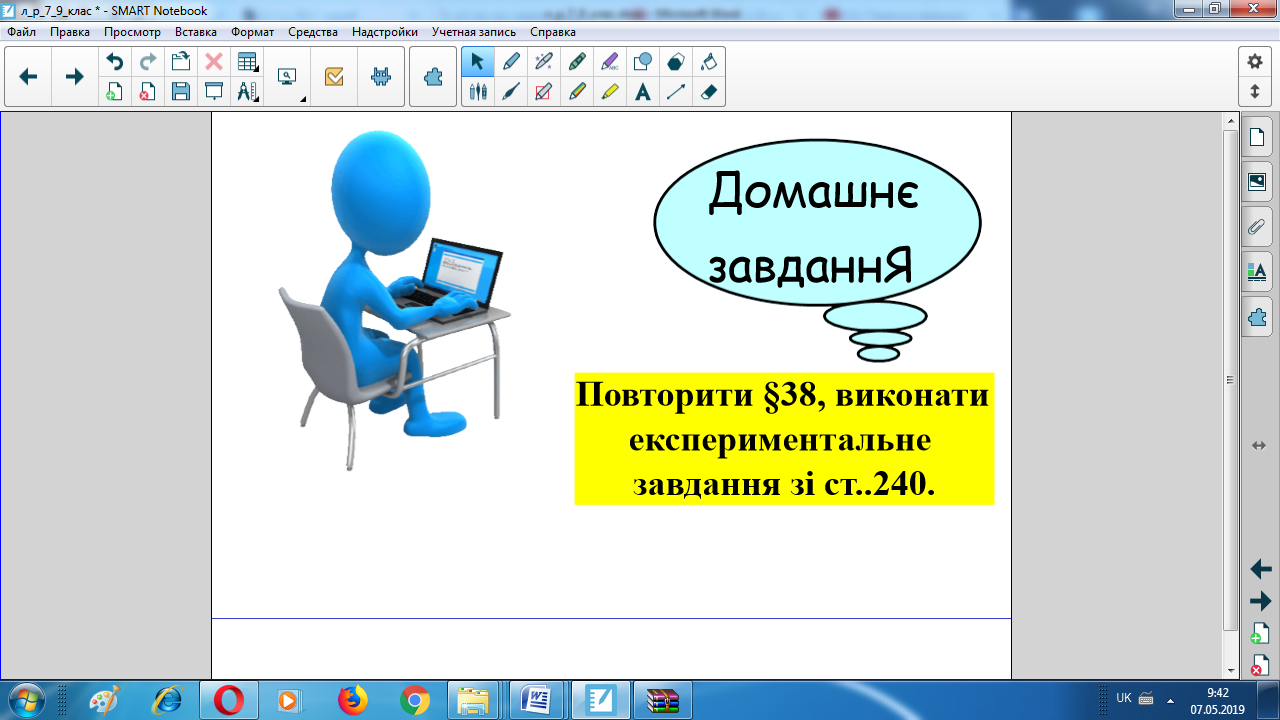 л_р_7_9_клас * - SMART Notebook
Файл Правка Просмотр Вставка Формат Средства Надстройки Учетная запись Справка
Домашнє
завданнЯ
Повторити §38, виконати
експериментальне
завдання зі ст..240.
UK
9:42
07.05.2019